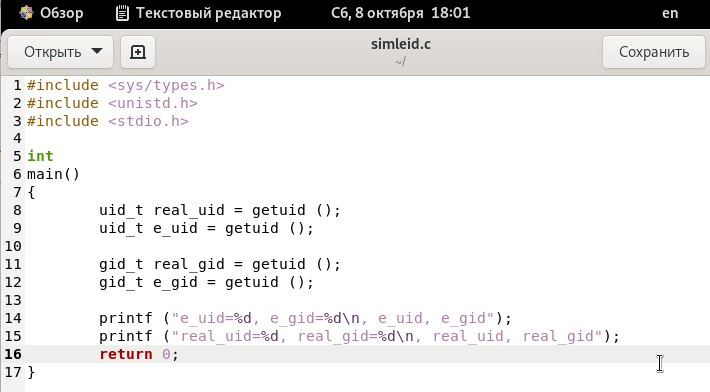 Обзор Текстовый редактор Сб, 8 октября 18:01 en
Открыть simleid.c Сохранить
~/
1 #include <sys/types.h>
2 #include <unistd.h>
3 #include <stdio.h>
4
5 int
6 main()
7 {
8 uid_t real_uid = getuid ();
9 uid_t e_uid = getuid ();
10
11 gid_t real_gid = getuid ();
12 gid_t e_gid = getuid ();
13
14 printf ("e_uid=%d, e_gid=%d\n, e_uid, e_gid");
15 printf ("real_uid=%d, real_gid=%d\n, real_uid, real_gid");
16 return 0;
17 }